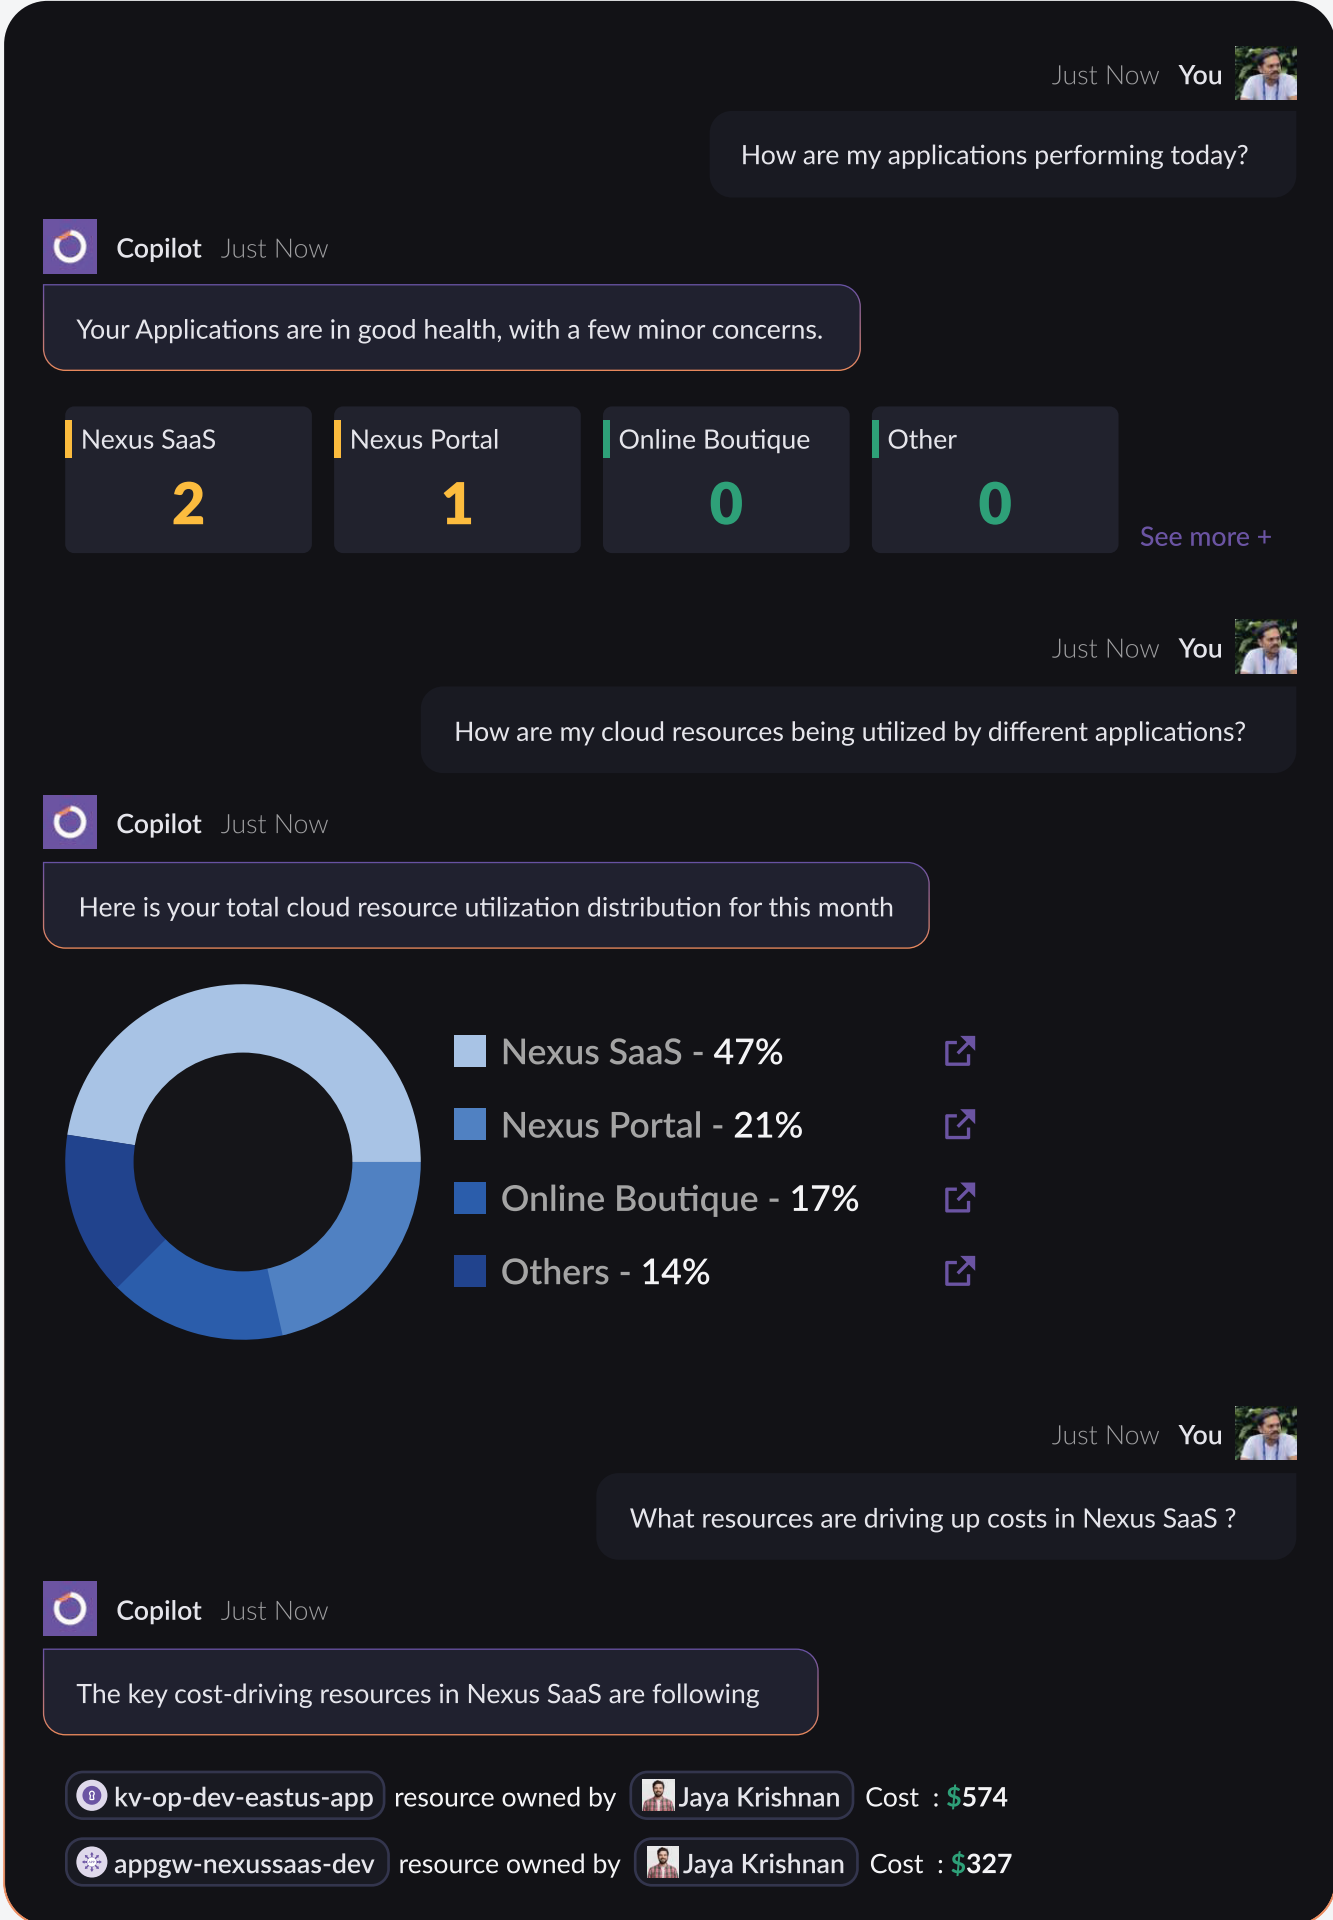 Just Now You
How are my applications performing today?
Copilot Just Now
Your Applications are in good health, with a few minor concerns.
Nexus SaaS
2
Nexus Portal
1
Online Boutique
0
Other
0
See more +
Just Now You
How are my cloud resources being utilized by different applications?
Copilot Just Now
Here is your total cloud resource utilization distribution for this month
Nexus SaaS - 47%
Nexus Portal - 21%
Online Boutique - 17%
Others - 14%
Just Now You
What resources are driving up costs in Nexus SaaS ?
Copilot Just Now
The key cost-driving resources in Nexus SaaS are following
kv-op-dev-eastus-app resource owned by Jaya Krishnan Cost : $574
appgw-nexussaas-dev resource owned by Jaya Krishnan Cost : $327